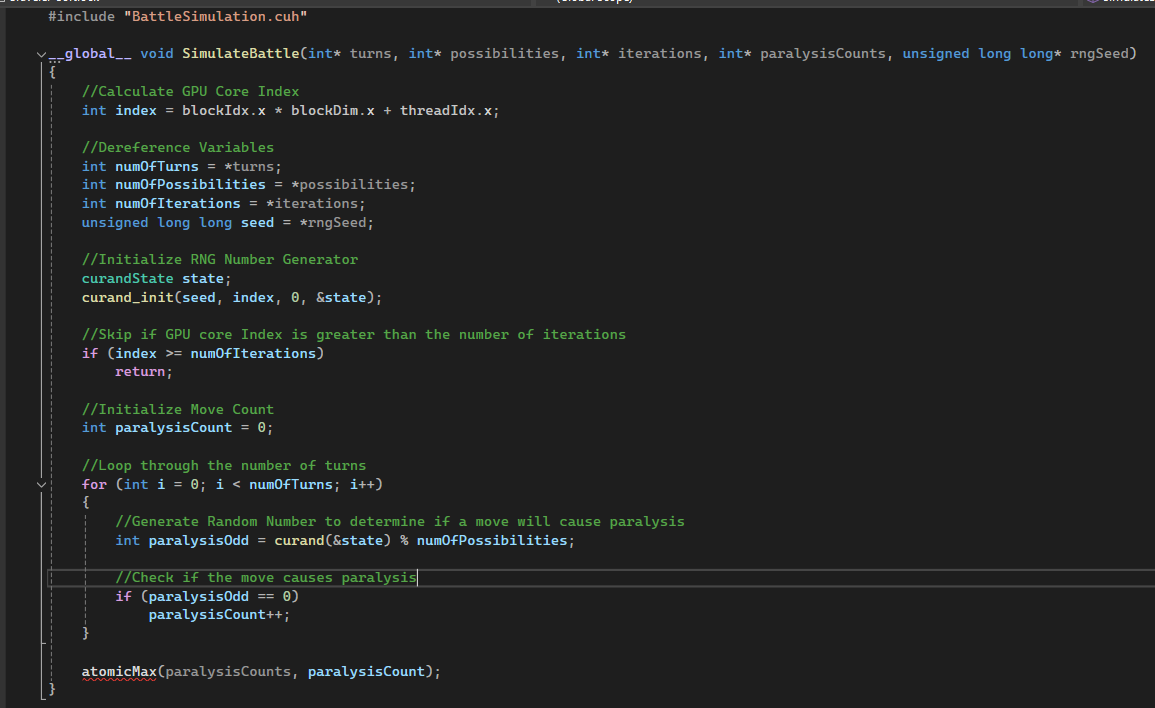 #include "BattleSimulation.cuh"
__global__ void SimulateBattle(int* turns, int* possibilities, int* iterations, int* paralysisCounts, unsigned long long* rngSeed)
{
//Calculate GPU Core Index
int index = blockIdx.x * blockDim.x + threadIdx.x;
//Dereference Variables
int numOfTurns = *turns;
int numOfPossibilities = *possibilities;
int numOfIterations = *iterations;
unsigned long long seed = *rngSeed;
//Initialize RNG Number Generator
curandState state;
curand_init(seed, index, 0, &state);
//Skip if GPU core Index is greater than the number of iterations
if (index >= numOfIterations)
return;
//Initialize Move Count
int paralysisCount = 0;
//Loop through the number of turns
for (int i = 0; i < numOfTurns; i++)
{
//Generate Random Number to determine if a move will cause paralysis
int paralysisOdd = curand(&state) % numOfPossibilities;
//Check if the move causes paralysis
if (paralysisOdd == 0)
paralysisCount++;
}
atomicMax(paralysisCounts, paralysisCount);
}